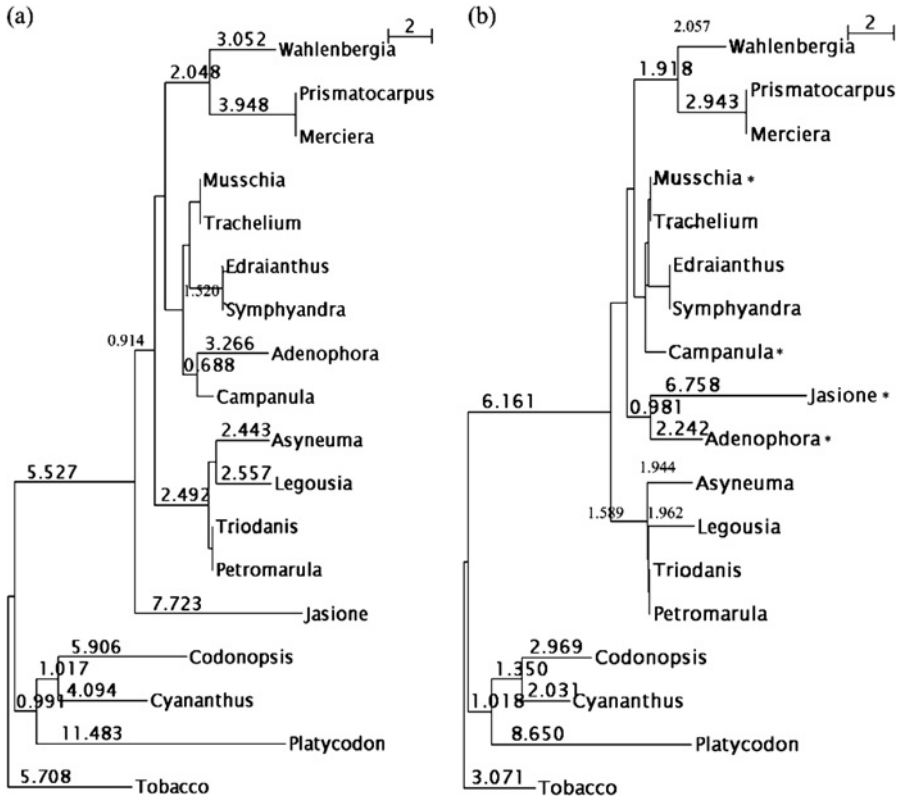 (a)
2
3.052
Wahlenbergia
2.048
3.948
Prismatocarpus
Merciera
Musschia
Trachelium
Edraianthus
1.520
Symphyandra
0.914
3.266
Adenophora
0.688
Campanula
2.443
Asyneuma
5.527
2.557
Legousia
2.492
Triodanis
Petromarula
7.723
Jasione
5.906
Codonopsis
1.017
4.094
Cyananthus
0.991
11.483
Platycodon
5.708
Tobacco
(b)
2
2.057
Wahlenbergia
1.918
2.943
Prismatocarpus
Merciera
Musschia *
Trachelium
Edraianthus
Symphyandra
Campanula *
6.758
Jasione *
6.161
0.981
2.242
Adenophora *
1.944
Asyneuma
1.589
1.962
Legousia
Triodanis
Petromarula
2.969
Codonopsis
1.350
2.031
Cyananthus
1.018
8.650
Platycodon
3.071
Tobacco